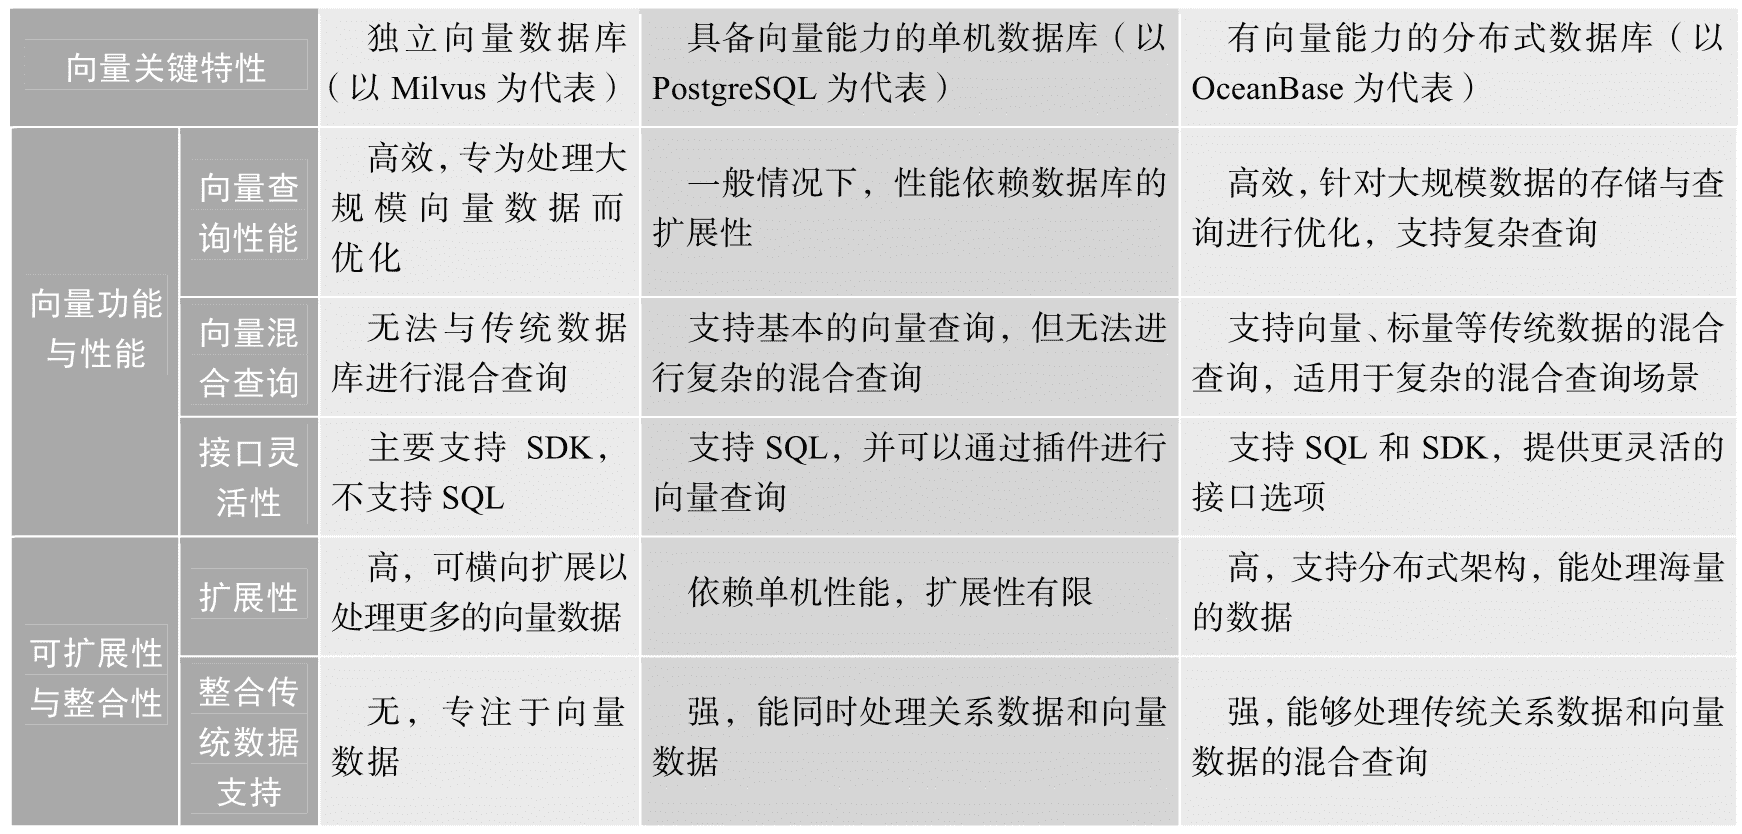 向量关键特性
独立向量数据库
（以 Milvus 为代表）
具备向量能力的单机数据库（以
PostgreSQL 为代表）
有向量能力的分布式数据库（以
OceanBase 为代表）
向量功能
与性能
向量查
询性能
高效，专为处理大
规模向量数据而
优化
一般情况下，性能依赖数据库的
扩展性
高效，针对大规模数据的存储与查
询进行优化，支持复杂查询
向量混
合查询
无法与传统数据
库进行混合查询
支持基本的向量查询，但无法进
行复杂的混合查询
支持向量、标量等传统数据的混合
查询，适用于复杂的混合查询场景
接口灵
活性
主要支持 SDK，
不支持 SQL
支持 SQL，并可以通过插件进行
向量查询
支持 SQL 和 SDK，提供更灵活的
接口选项
可扩展性
与整合性
扩展性
高，可横向扩展以
处理更多的向量数据
依赖单机性能，扩展性有限
高，支持分布式架构，能处理海量
的数据
整合传
统数据
支持
无，专注于向量
数据
强，能同时处理关系数据和向量
数据
强，能够处理传统关系数据和向量
数据的混合查询